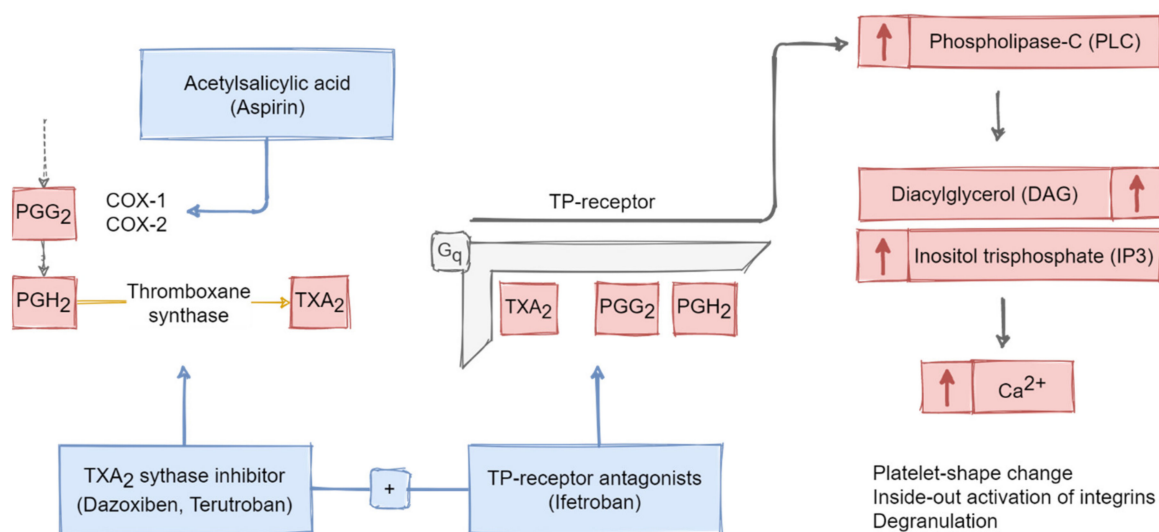 Acetylsalicylic acid
(Aspirin)
PGG2
COX-1
COX-2
PGH2
Thromboxane
synthase
TXA2
TXA2 sythase inhibitor
(Dazoxiben, Terutroban)
+
TP-receptor antagonists
(Ifetroban)
TP-receptor
Gq
TXA2
PGG2
PGH2
Phospholipase-C (PLC)
Diacylglycerol (DAG)
Inositol trisphosphate (IP3)
Ca2+
Platelet-shape change
Inside-out activation of integrins
Degranulation